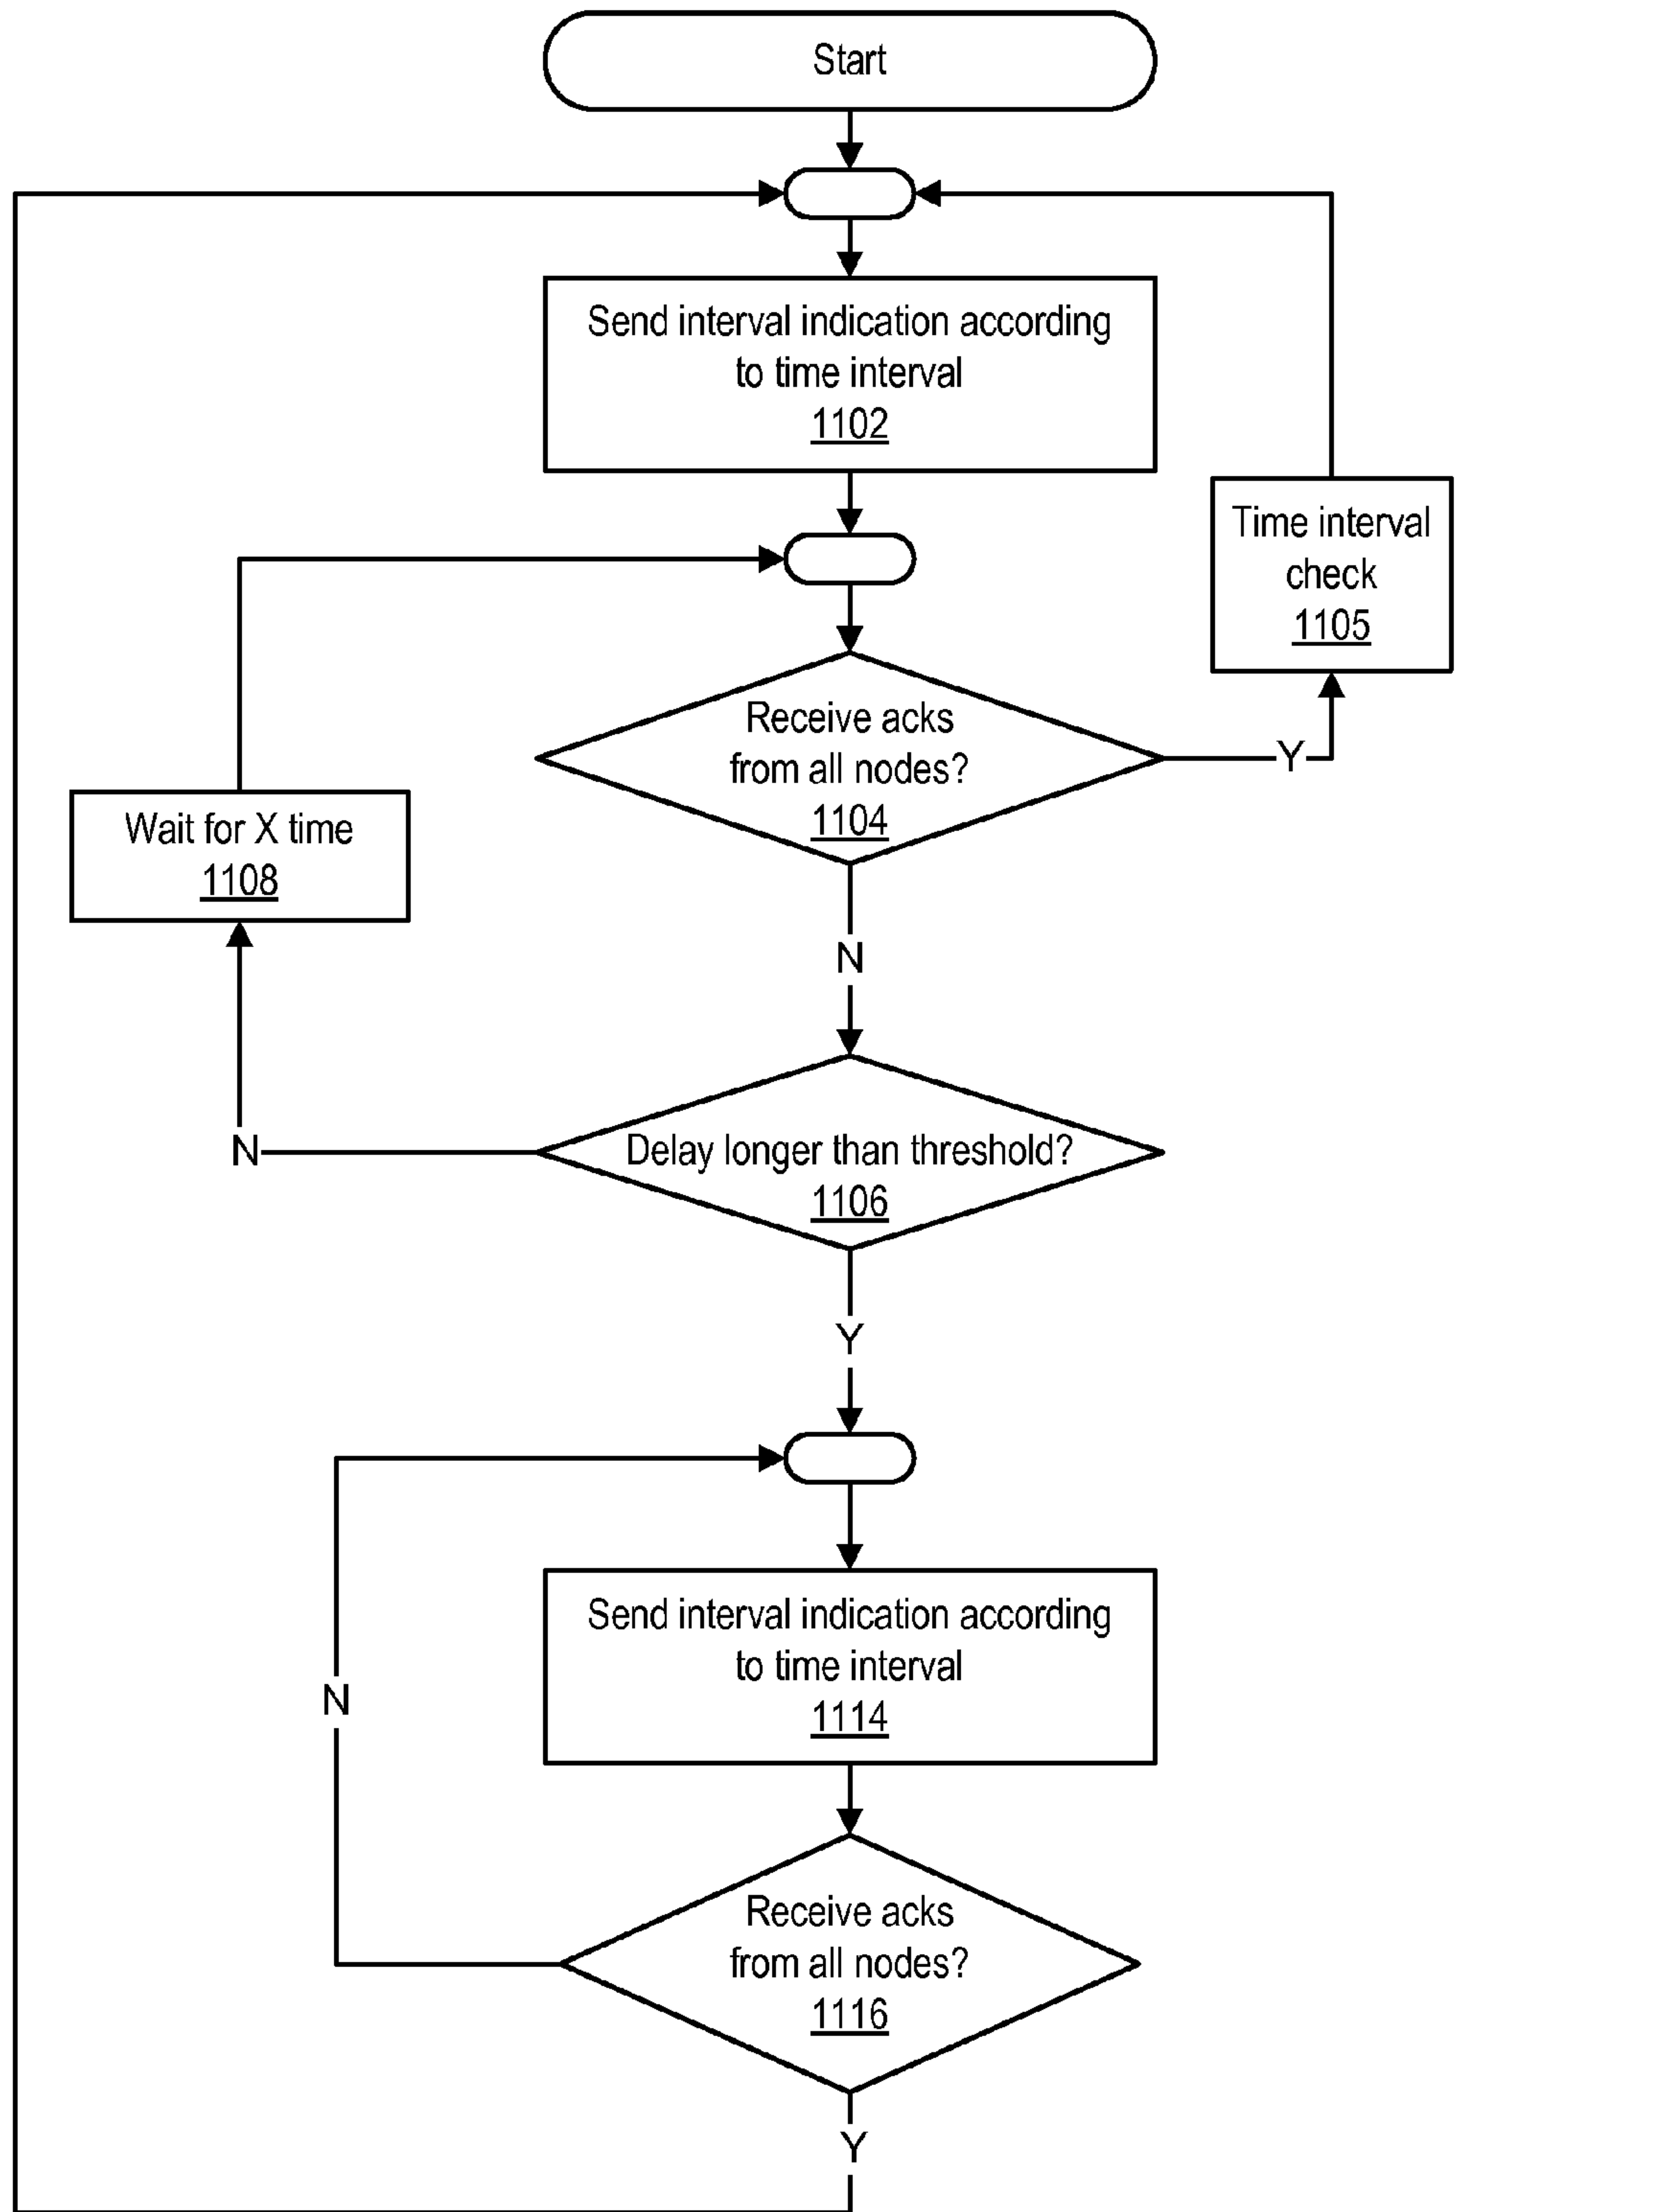 Start
Send interval indication according
to time interval
1102
Time interval
check
1105
Receive acks
from all nodes?
1104
Y
Wait for X time
1108
N
Delay longer than threshold?
1106
N
Y
Send interval indication according
to time interval
1114
N
Receive acks
from all nodes?
1116
Y